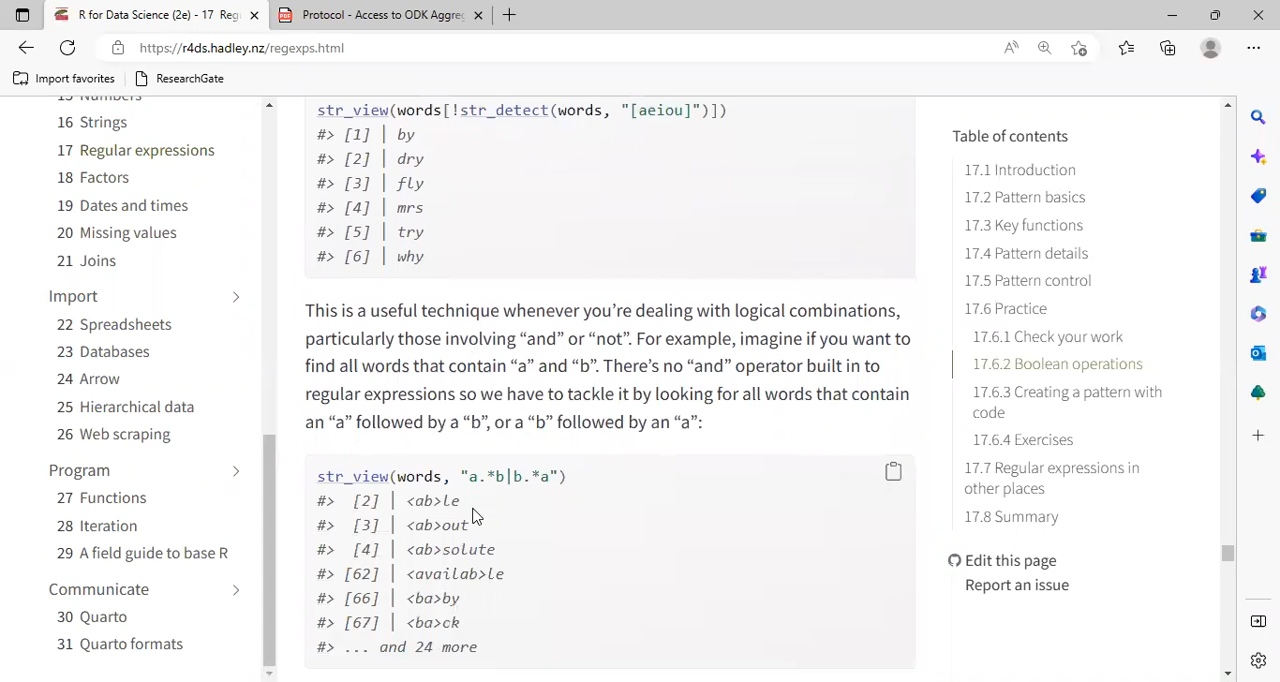 R for Data Science (2e) - 17 Reg
Protocol - Access to ODK Aggreg
https://r4ds.hadley.nz/regexps.html
Import favorites
ResearchGate
15 Numbers
16 Strings
17 Regular expressions
18 Factors
19 Dates and times
20 Missing values
21 Joins
Import
22 Spreadsheets
23 Databases
24 Arrow
25 Hierarchical data
26 Web scraping
Program
27 Functions
28 Iteration
29 A field guide to base R
Communicate
30 Quarto
31 Quarto formats
str_view(words[!str_detect(words, "[aeiou]")])
#> [1] │ by
#> [2] │ dry
#> [3] │ fly
#> [4] │ mrs
#> [5] │ try
#> [6] │ why
This is a useful technique whenever you’re dealing with logical combinations,
particularly those involving “and” or “not”. For example, imagine if you want to
find all words that contain “a” and “b”. There’s no “and” operator built in to
regular expressions so we have to tackle it by looking for all words that contain
an “a” followed by a “b”, or a “b” followed by an “a”:
str_view(words, "a.*b|b.*a")
#> [2] │ <ab>le
#> [3] │ <ab>out
#> [4] │ <ab>solute
#> [62] │ <availab>le
#> [66] │ <ba>by
#> [67] │ <ba>ck
#> ... and 24 more
Table of contents
17.1 Introduction
17.2 Pattern basics
17.3 Key functions
17.4 Pattern details
17.5 Pattern control
17.6 Practice
17.6.1 Check your work
17.6.2 Boolean operations
17.6.3 Creating a pattern with
code
17.6.4 Exercises
17.7 Regular expressions in
other places
17.8 Summary
Edit this page
Report an issue